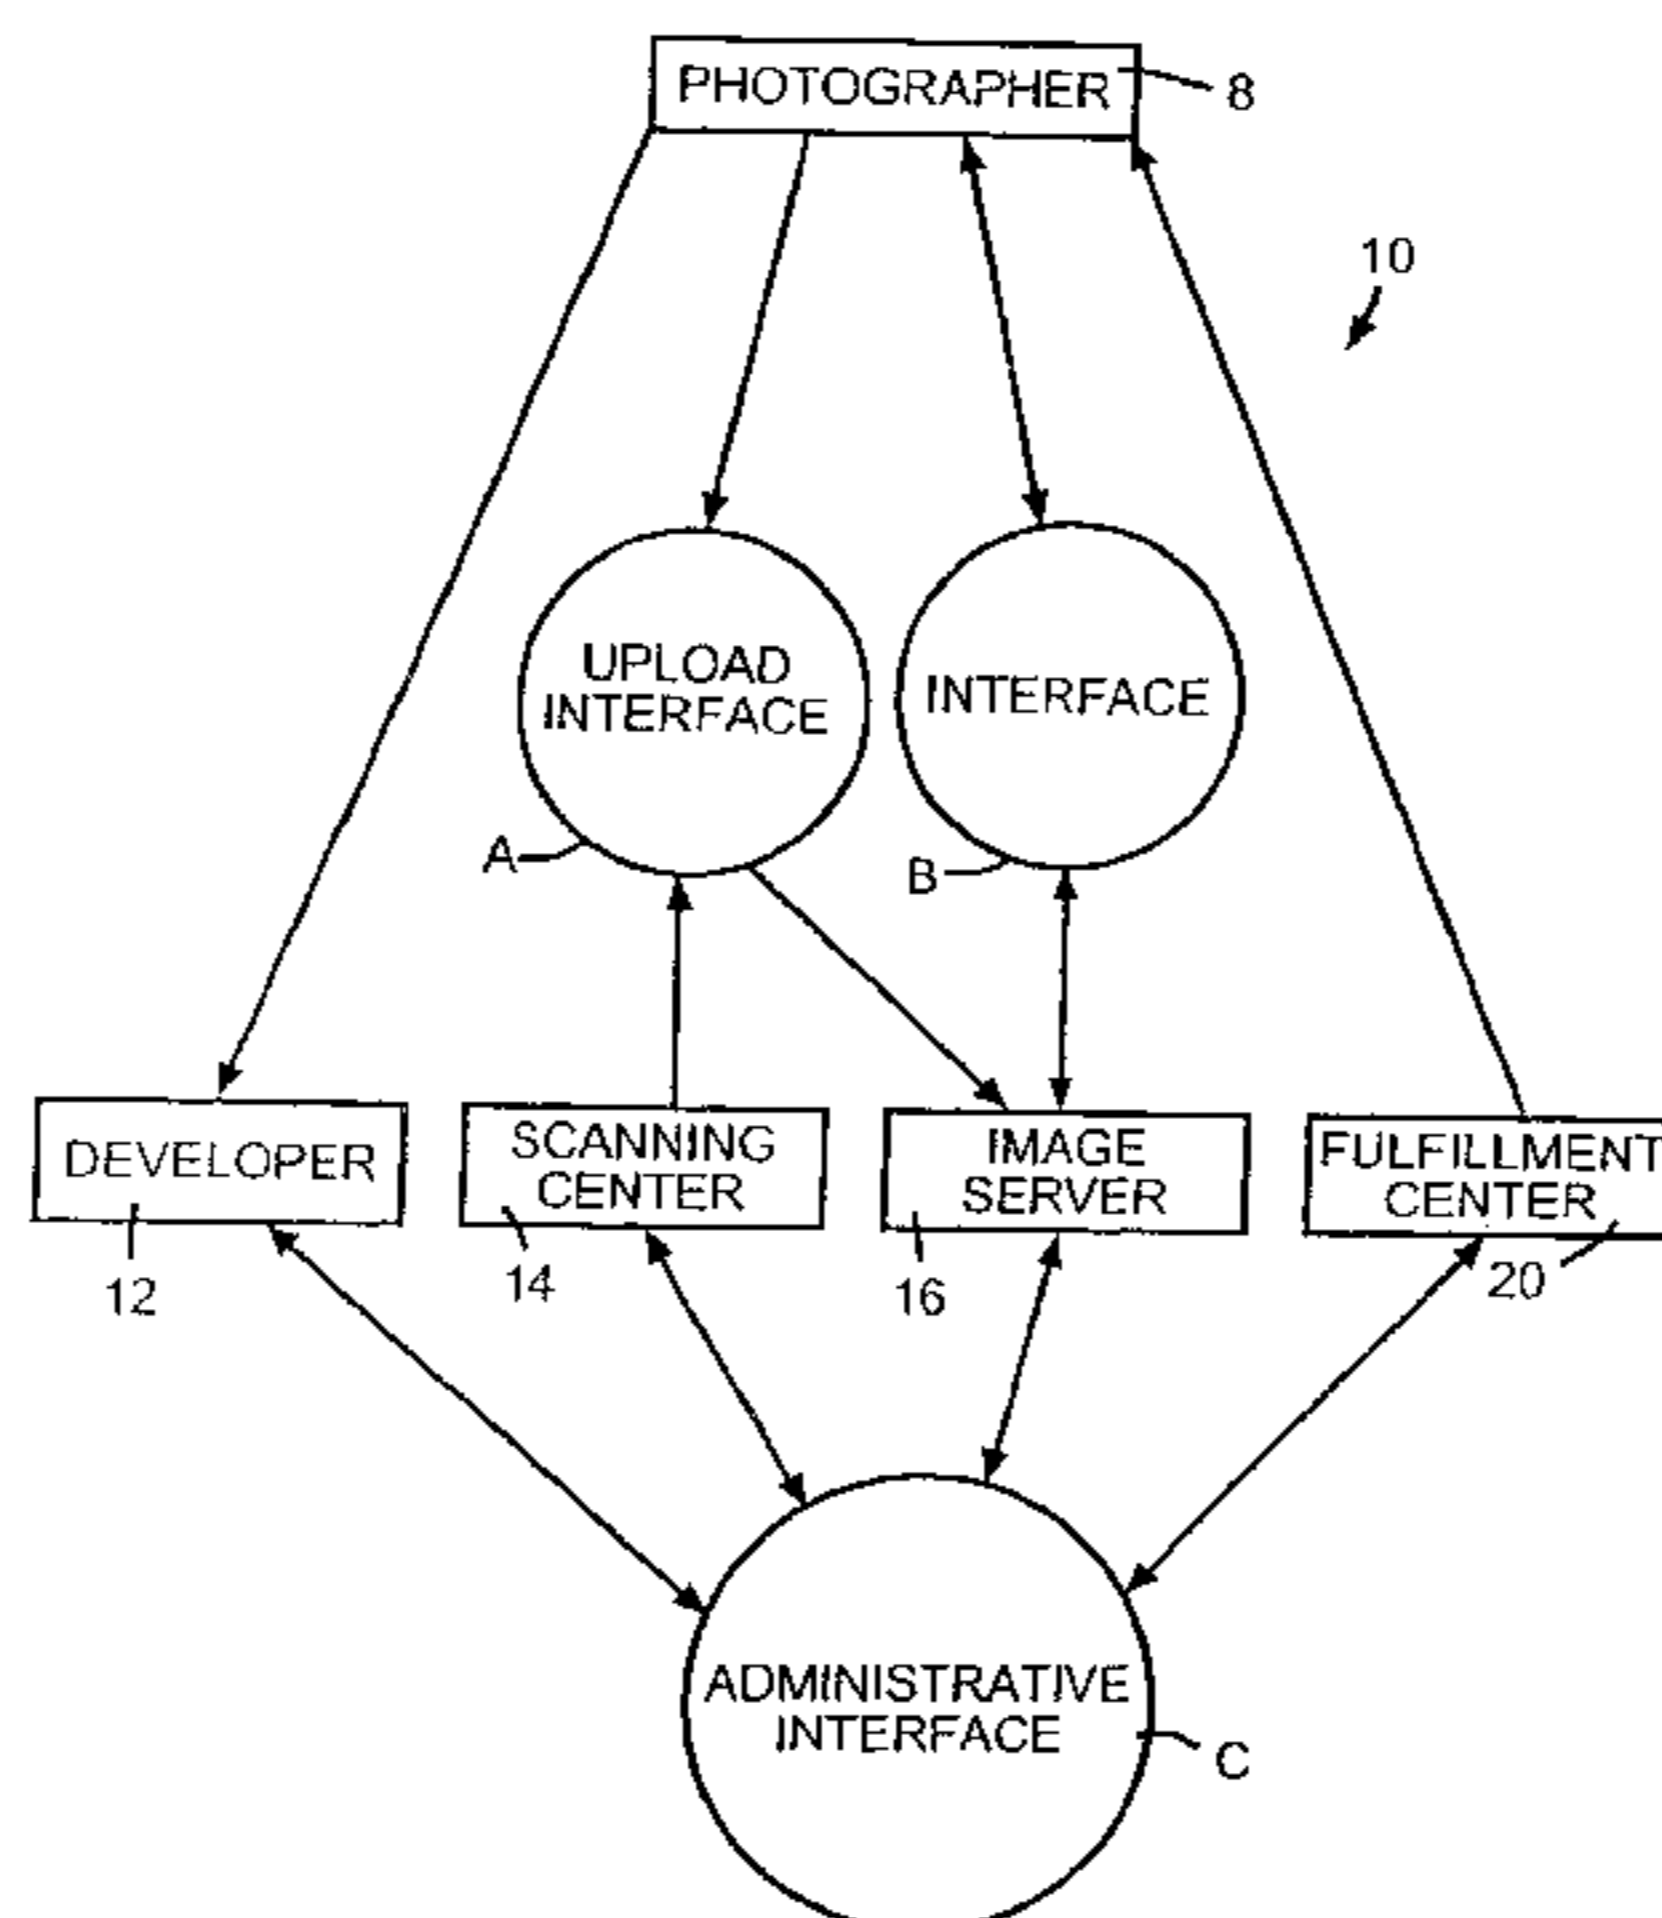 PHOTOGRAPHER
8
10
UPLOAD
INTERFACE
INTERFACE
A
B
DEVELOPER
SCANNING
CENTER
IMAGE
SERVER
FULFILLMENT
CENTER
12
14
16
20
ADMINISTRATIVE
INTERFACE
C